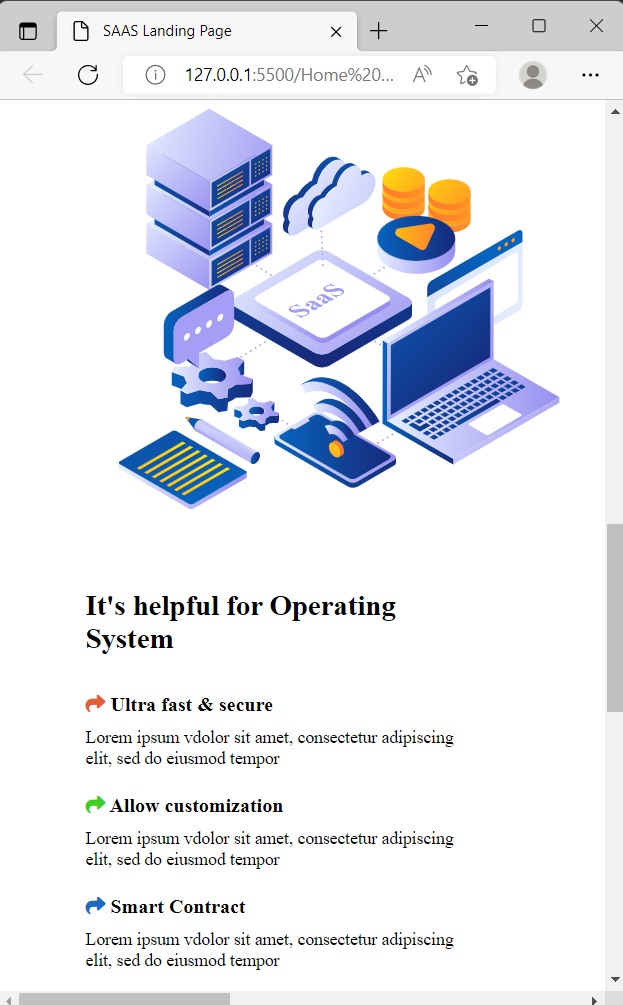 SAAS Landing Page
127.0.0.1:5500/Home%20...
SaaS
It's helpful for Operating
System
Ultra fast & secure
Lorem ipsum vdolor sit amet, consectetur adipiscing
elit, sed do eiusmod tempor
Allow customization
Lorem ipsum vdolor sit amet, consectetur adipiscing
elit, sed do eiusmod tempor
Smart Contract
Lorem ipsum vdolor sit amet, consectetur adipiscing
elit, sed do eiusmod tempor